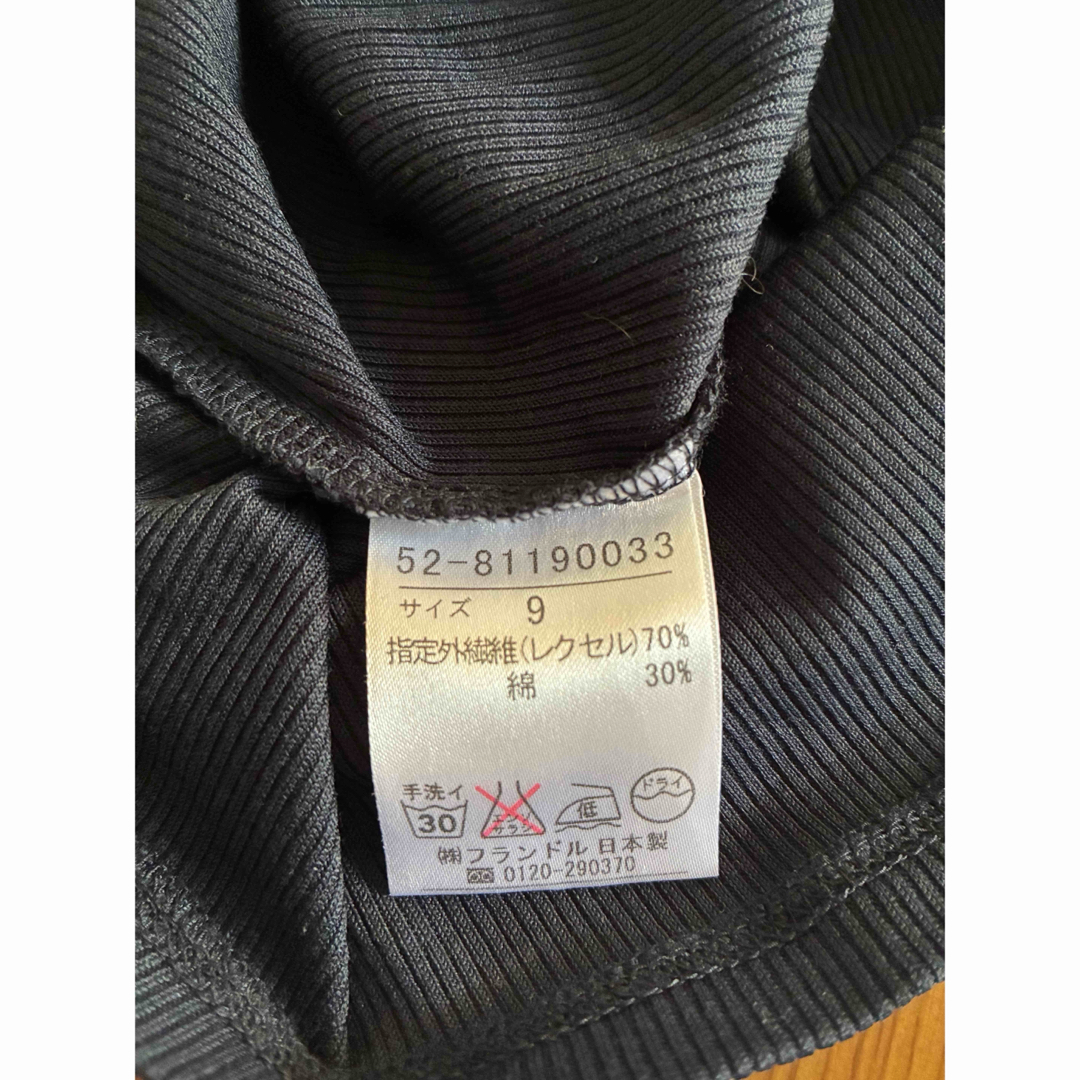 52-81190033
サイズ 9
指定外繊維(レクセル)70%
綿 30%
手洗イ 30 エンソサラシ 低 ドライ
㈱フランドル 日本製
0120-290370